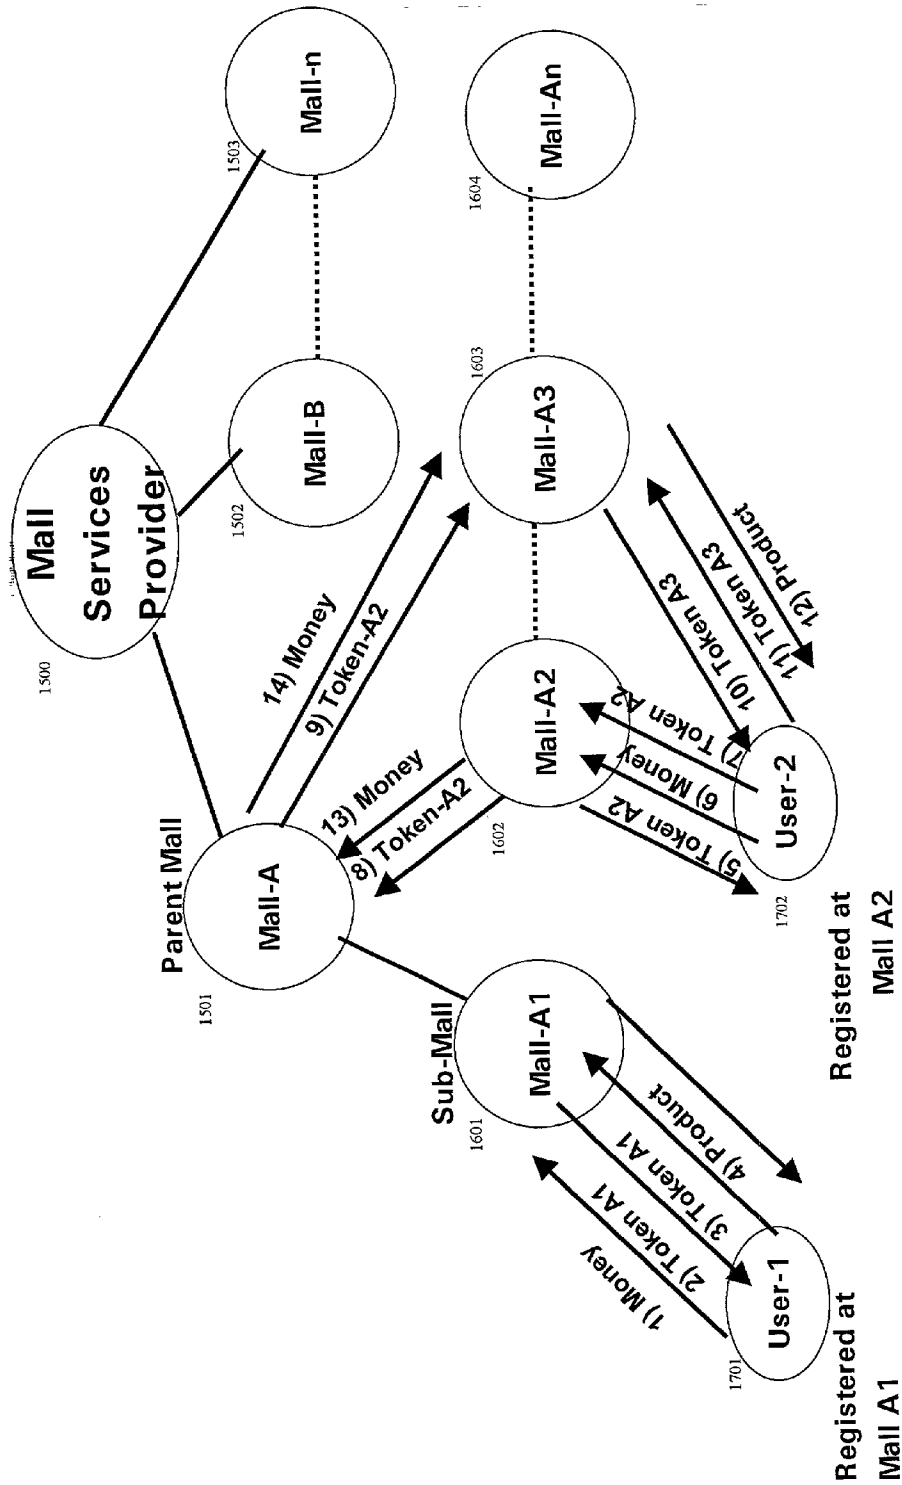 Mall
Services
Provider
1500
Parent Mall
Mall-A
1501
1502
Mall-B
1503
Mall-n
14) Money
9) Token-A2
13) Money
8) Token-A2
Sub-Mall
Mall-A1
1601
Mall-A2
1602
Mall-A3
1603
Mall-An
1604
1) Money
2) Token A1
3) Token A1
4) Product
5) Token A2
6) Money
7) Token A2
10) Token A3
11) Token A3
12) Product
User-1
1701
Registered at
Mall A1
User-2
1702
Registered at
Mall A2